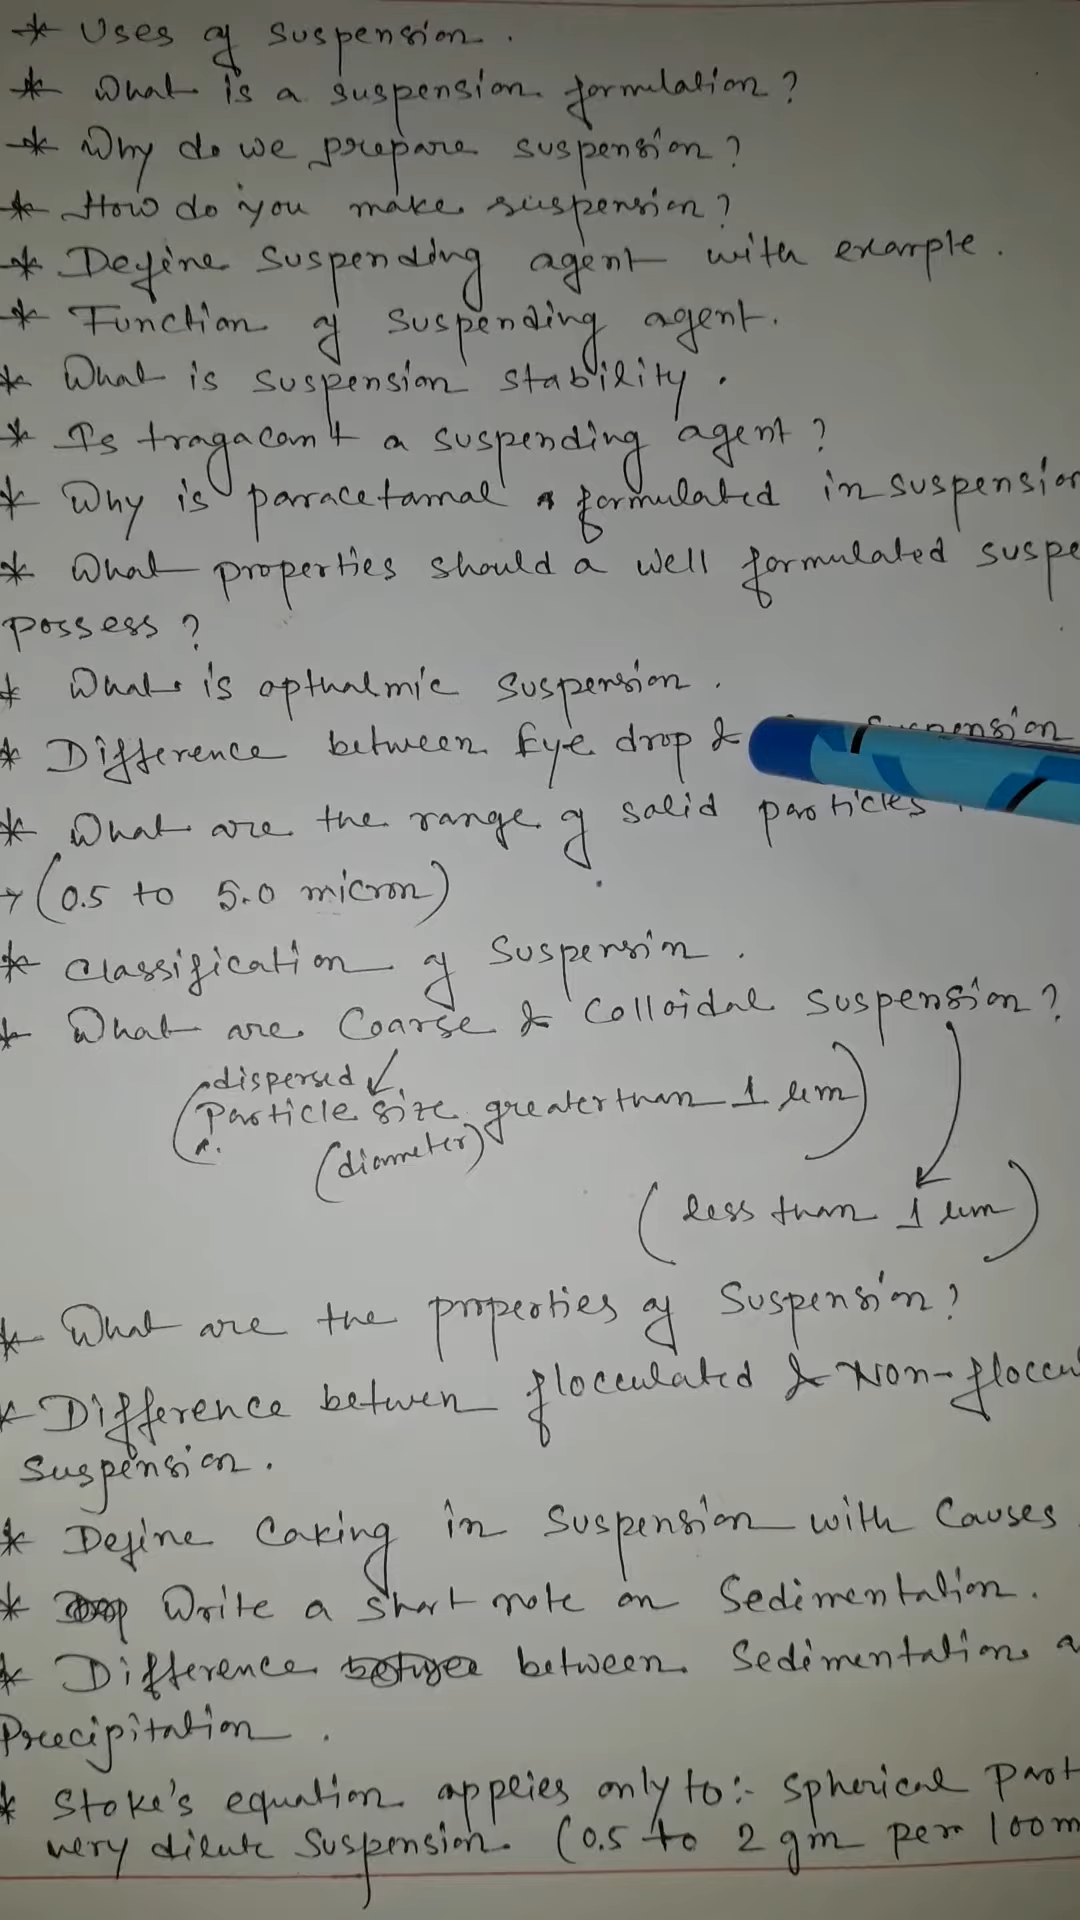 * Uses of suspension.
* What is a suspension formulation?
* Why do we prepare suspension?
* How do you make suspension?
* Define Suspending agent with example.
* Function of suspending agent.
* What is suspension stability.
* Is tragacant a suspending agent?
* Why is paracetamal formulated in suspension
* What properties should a well formulated suspe
possess?
* What is opthalmic suspension.
* Difference between Eye drop & Suspension
* What are the range of solid particles
→ (0.5 to 5.0 micron)
* Classification of Suspension.
* What are Coarse & Colloidal suspension?
dispersed
(Particle size greater than 1 μm)
(diameter)
(less than 1 μm)
* What are the properties of Suspension?
* Difference betwen flocculated & Non-floccu
suspension.
* Define Caking in Suspension with Causes
* Write a short note on Sedimentation.
* Difference between Sedimentation a
Precipitation.
* Stoke's equation applies only to:- spherical part
very dilute suspension. (0.5 to 2 gm per 100m